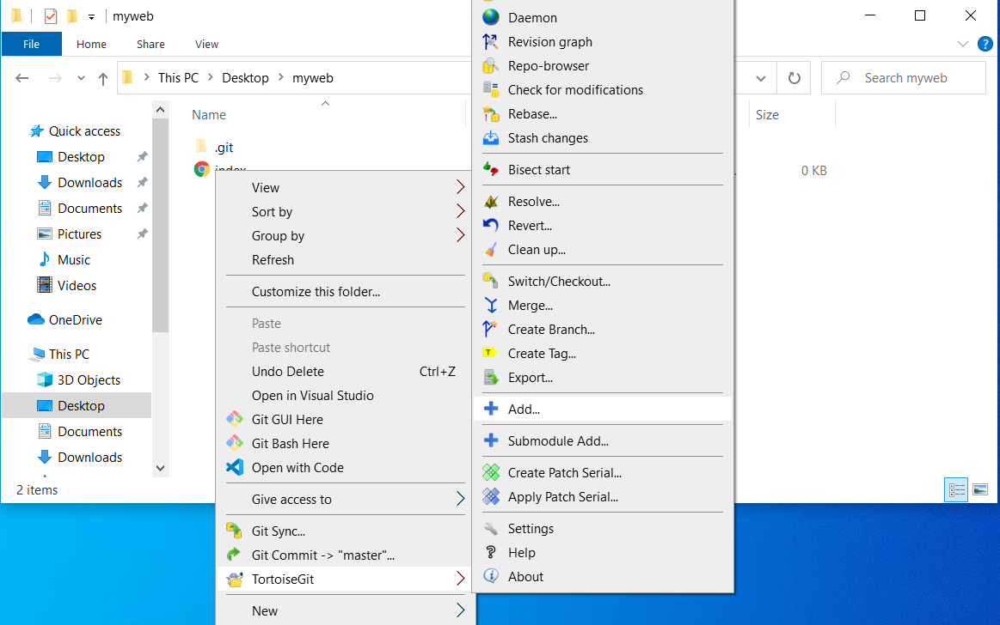 myweb
File
Home
Share
View
This PC
Desktop
myweb
Search myweb
Name
Size
Quick access
Desktop
Downloads
Documents
Pictures
Music
Videos
OneDrive
This PC
3D Objects
Desktop
Documents
Downloads
2 items
.git
index
0 KB
View
Sort by
Group by
Refresh
Customize this folder...
Paste
Paste shortcut
Undo Delete Ctrl+Z
Open in Visual Studio
Git GUI Here
Git Bash Here
Open with Code
Give access to
Git Sync...
Git Commit -> "master"...
TortoiseGit
New
Daemon
Revision graph
Repo-browser
Check for modifications
Rebase...
Stash changes
Bisect start
Resolve...
Revert...
Clean up...
Switch/Checkout...
Merge...
Create Branch...
Create Tag...
Export...
Add...
Submodule Add...
Create Patch Serial...
Apply Patch Serial...
Settings
Help
About